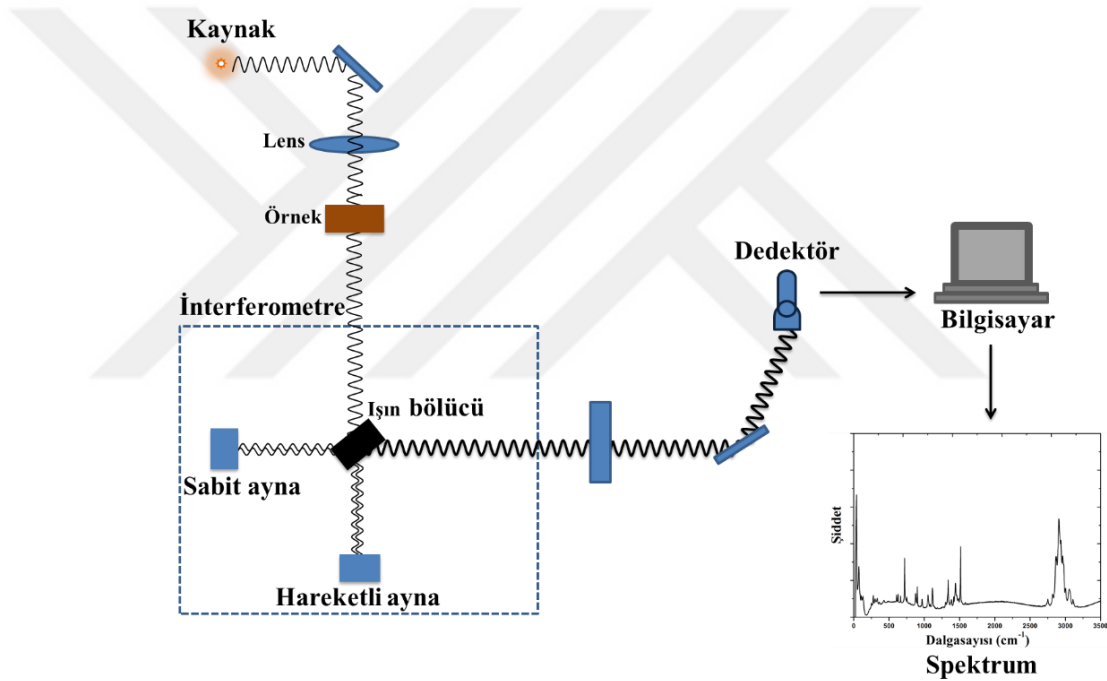 Kaynak
Lens
Örnek
İnterferometre
Işın bölücü
Sabit ayna
Hareketli ayna
Dedektör
Bilgisayar
Şiddet
0 500 1000 1500 2000 2500 3000 3500
Dalgasayısı (cm⁻¹)
Spektrum